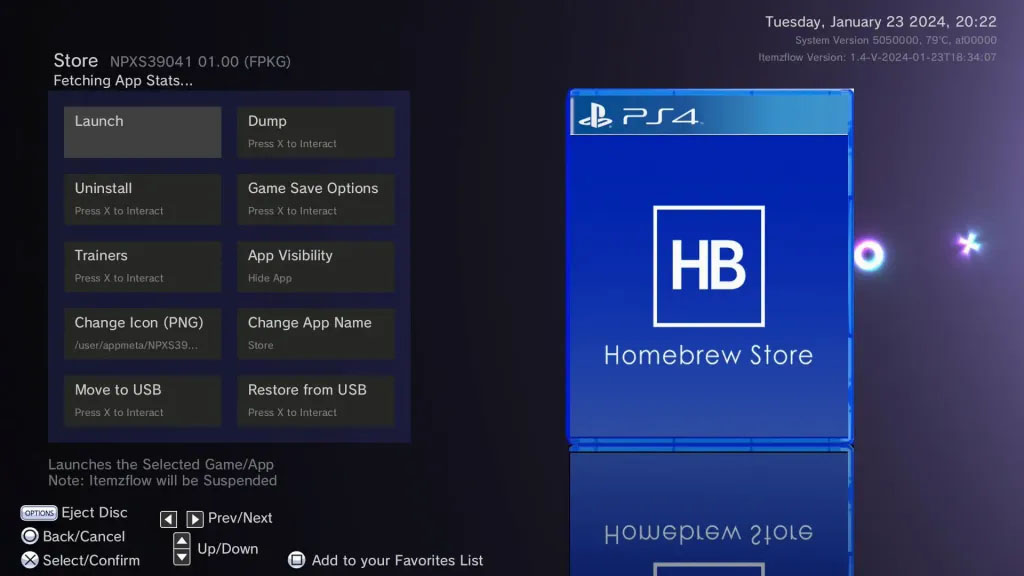 Tuesday, January 23 2024, 20:22
System Version 5050000, 79°C, af00000
Itemzflow Version: 1.4-V-2024-01-23T18:34:07
Store NPXS39041 01.00 (FPKG)
Fetching App Stats...
Launch
Dump
Press X to Interact
Uninstall
Press X to Interact
Game Save Options
Press X to Interact
Trainers
Press X to Interact
App Visibility
Hide App
Change Icon (PNG)
/user/appmeta/NPXS39...
Change App Name
Store
Move to USB
Press X to Interact
Restore from USB
Press X to Interact
Launches the Selected Game/App
Note: Itemzflow will be Suspended
OPTIONS Eject Disc
Back/Cancel
Select/Confirm
Prev/Next
Up/Down
Add to your Favorites List
PS4
HB
Homebrew Store
Homebrew Store